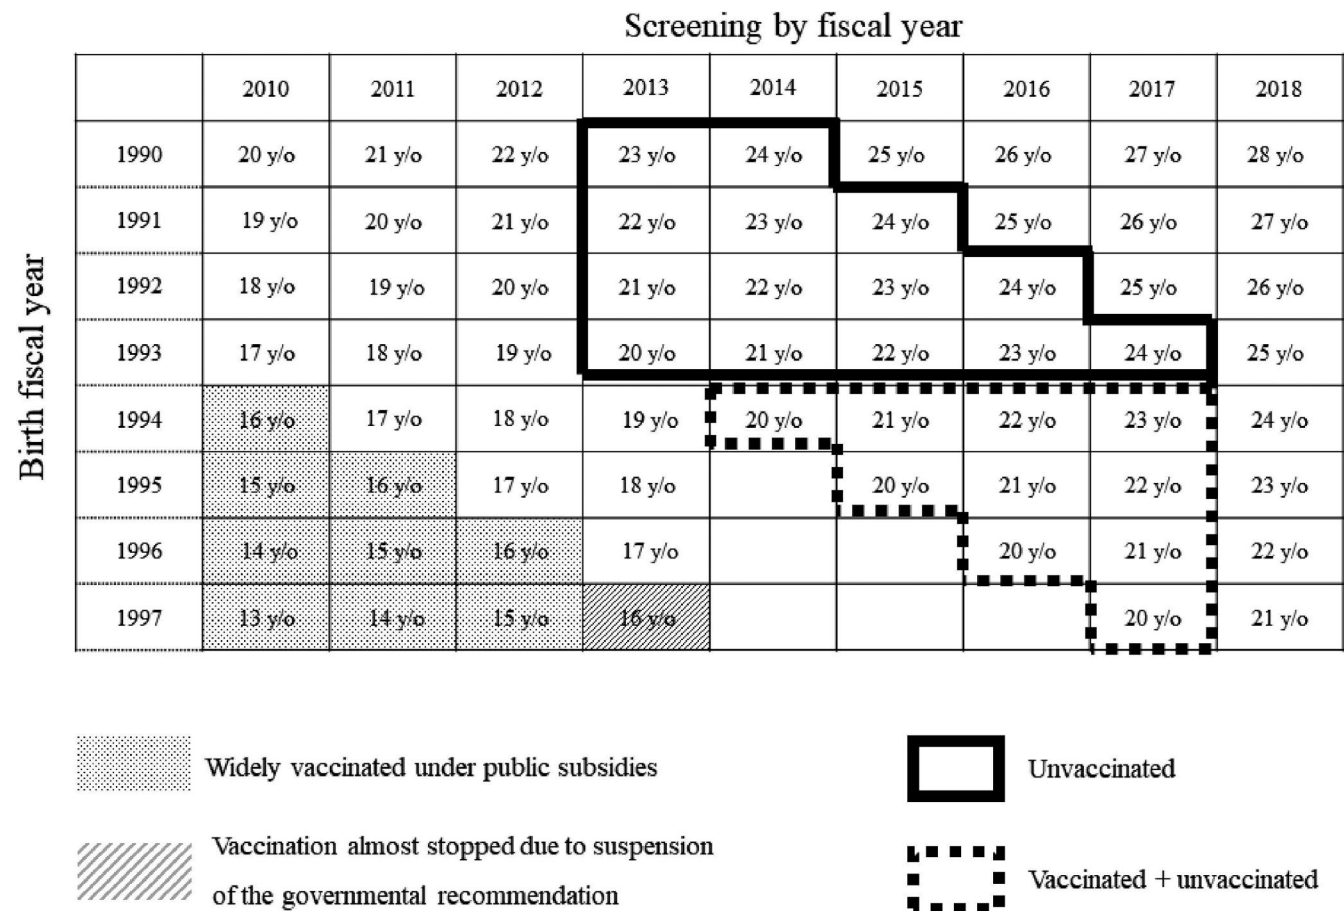 Screening by fiscal year
2010 2011 2012 2013 2014 2015 2016 2017 2018
Birth fiscal year
1990 20 y/o 21 y/o 22 y/o 23 y/o 24 y/o 25 y/o 26 y/o 27 y/o 28 y/o
1991 19 y/o 20 y/o 21 y/o 22 y/o 23 y/o 24 y/o 25 y/o 26 y/o 27 y/o
1992 18 y/o 19 y/o 20 y/o 21 y/o 22 y/o 23 y/o 24 y/o 25 y/o 26 y/o
1993 17 y/o 18 y/o 19 y/o 20 y/o 21 y/o 22 y/o 23 y/o 24 y/o 25 y/o
1994 16 y/o 17 y/o 18 y/o 19 y/o 20 y/o 21 y/o 22 y/o 23 y/o 24 y/o
1995 15 y/o 16 y/o 17 y/o 18 y/o 20 y/o 21 y/o 22 y/o 23 y/o
1996 14 y/o 15 y/o 16 y/o 17 y/o 20 y/o 21 y/o 22 y/o
1997 13 y/o 14 y/o 15 y/o 16 y/o 20 y/o 21 y/o
Widely vaccinated under public subsidies
Vaccination almost stopped due to suspension
of the governmental recommendation
Unvaccinated
Vaccinated + unvaccinated